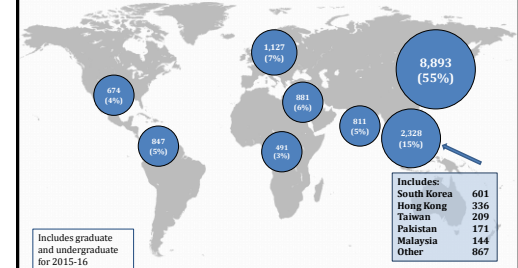 1,127
(7%)
8,893
(55%)
674
(4%)
881
(6%)
811
(5%)
2,328
(15%)
847
(5%)
491
(3%)
Includes:
South Korea 601
Hong Kong 336
Taiwan 209
Pakistan 171
Malaysia 144
Other 867
Includes graduate
and undergraduate
for 2015-16